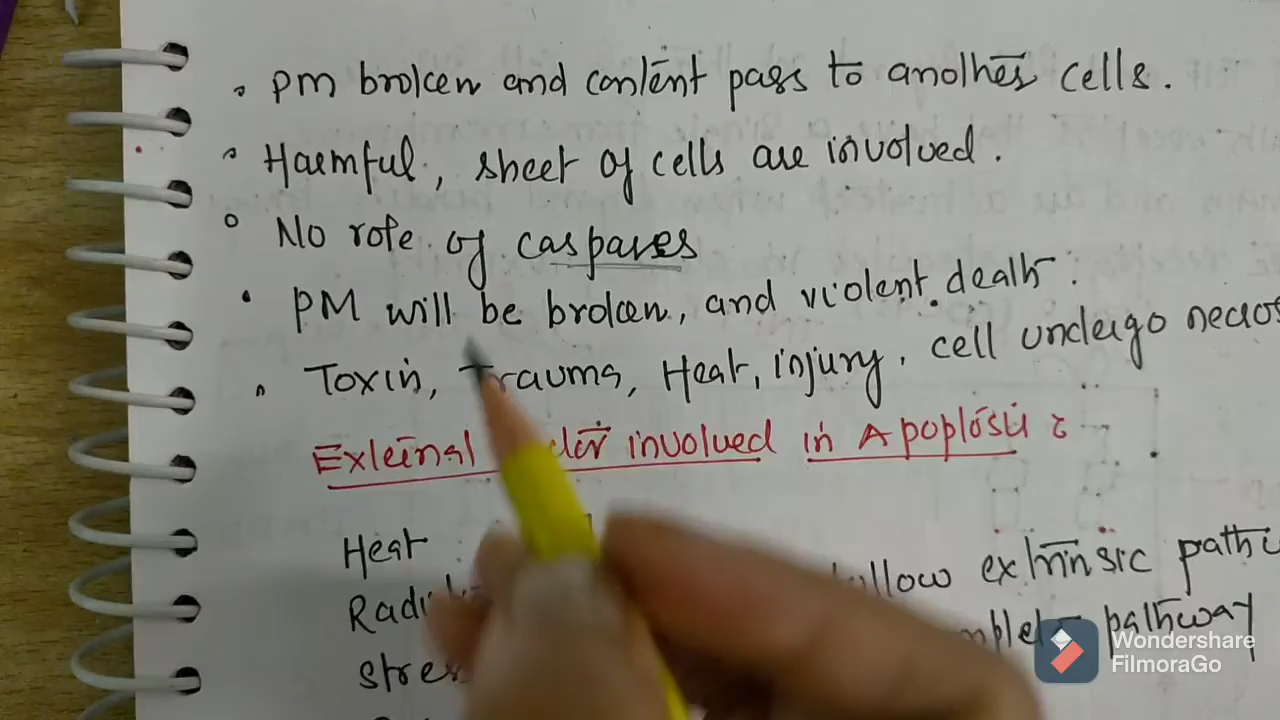 • PM broken and content pass to another cells.
• Harmful, sheet of cells are involved.
• No role of caspases
• PM will be broken, and violent death.
• Toxin, Trauma, Heat, injury, cell undergo
External involved in Apoptosis
Heat
follow extrinsic
pathway
Wondershare
FilmoraGo